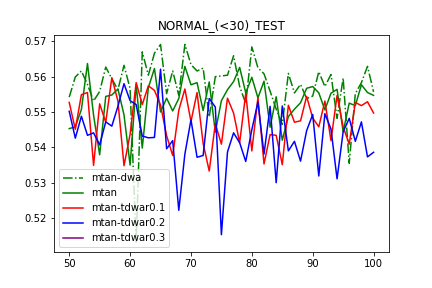 NORMAL_(<30)_TEST
0.57
0.56
0.55
0.54
0.53
0.52
mtan-dwa
mtan
mtan-tdwar0.1
mtan-tdwar0.2
mtan-tdwar0.3
50 60 70 80 90 100